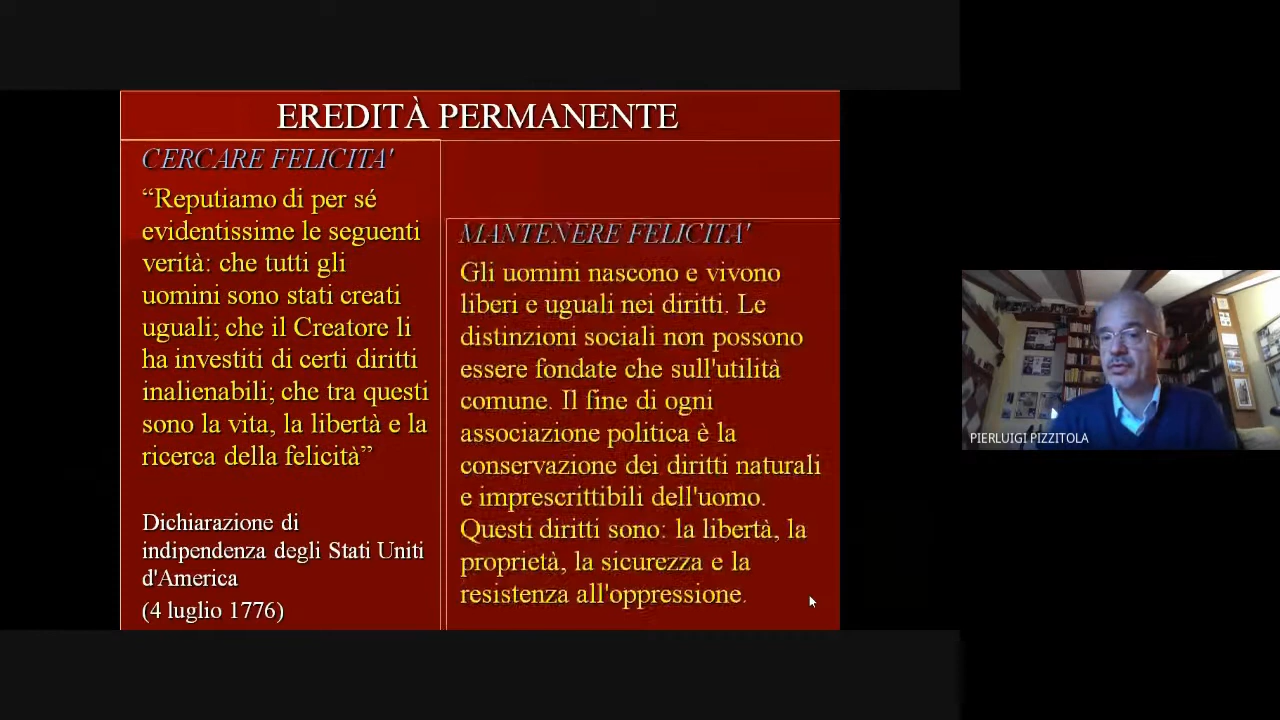 EREDITÀ PERMANENTE
CERCARE FELICITA'
“Reputiamo di per sé
evidentissime le seguenti
verità: che tutti gli
uomini sono stati creati
uguali; che il Creatore li
ha investiti di certi diritti
inalienabili; che tra questi
sono la vita, la libertà e la
ricerca della felicità”
Dichiarazione di
indipendenza degli Stati Uniti
d'America
(4 luglio 1776)
MANTENERE FELICITA'
Gli uomini nascono e vivono
liberi e uguali nei diritti. Le
distinzioni sociali non possono
essere fondate che sull'utilità
comune. Il fine di ogni
associazione politica è la
conservazione dei diritti naturali
e imprescrittibili dell'uomo.
Questi diritti sono: la libertà, la
proprietà, la sicurezza e la
resistenza all'oppressione.
PIERLUIGI PIZZITOLA